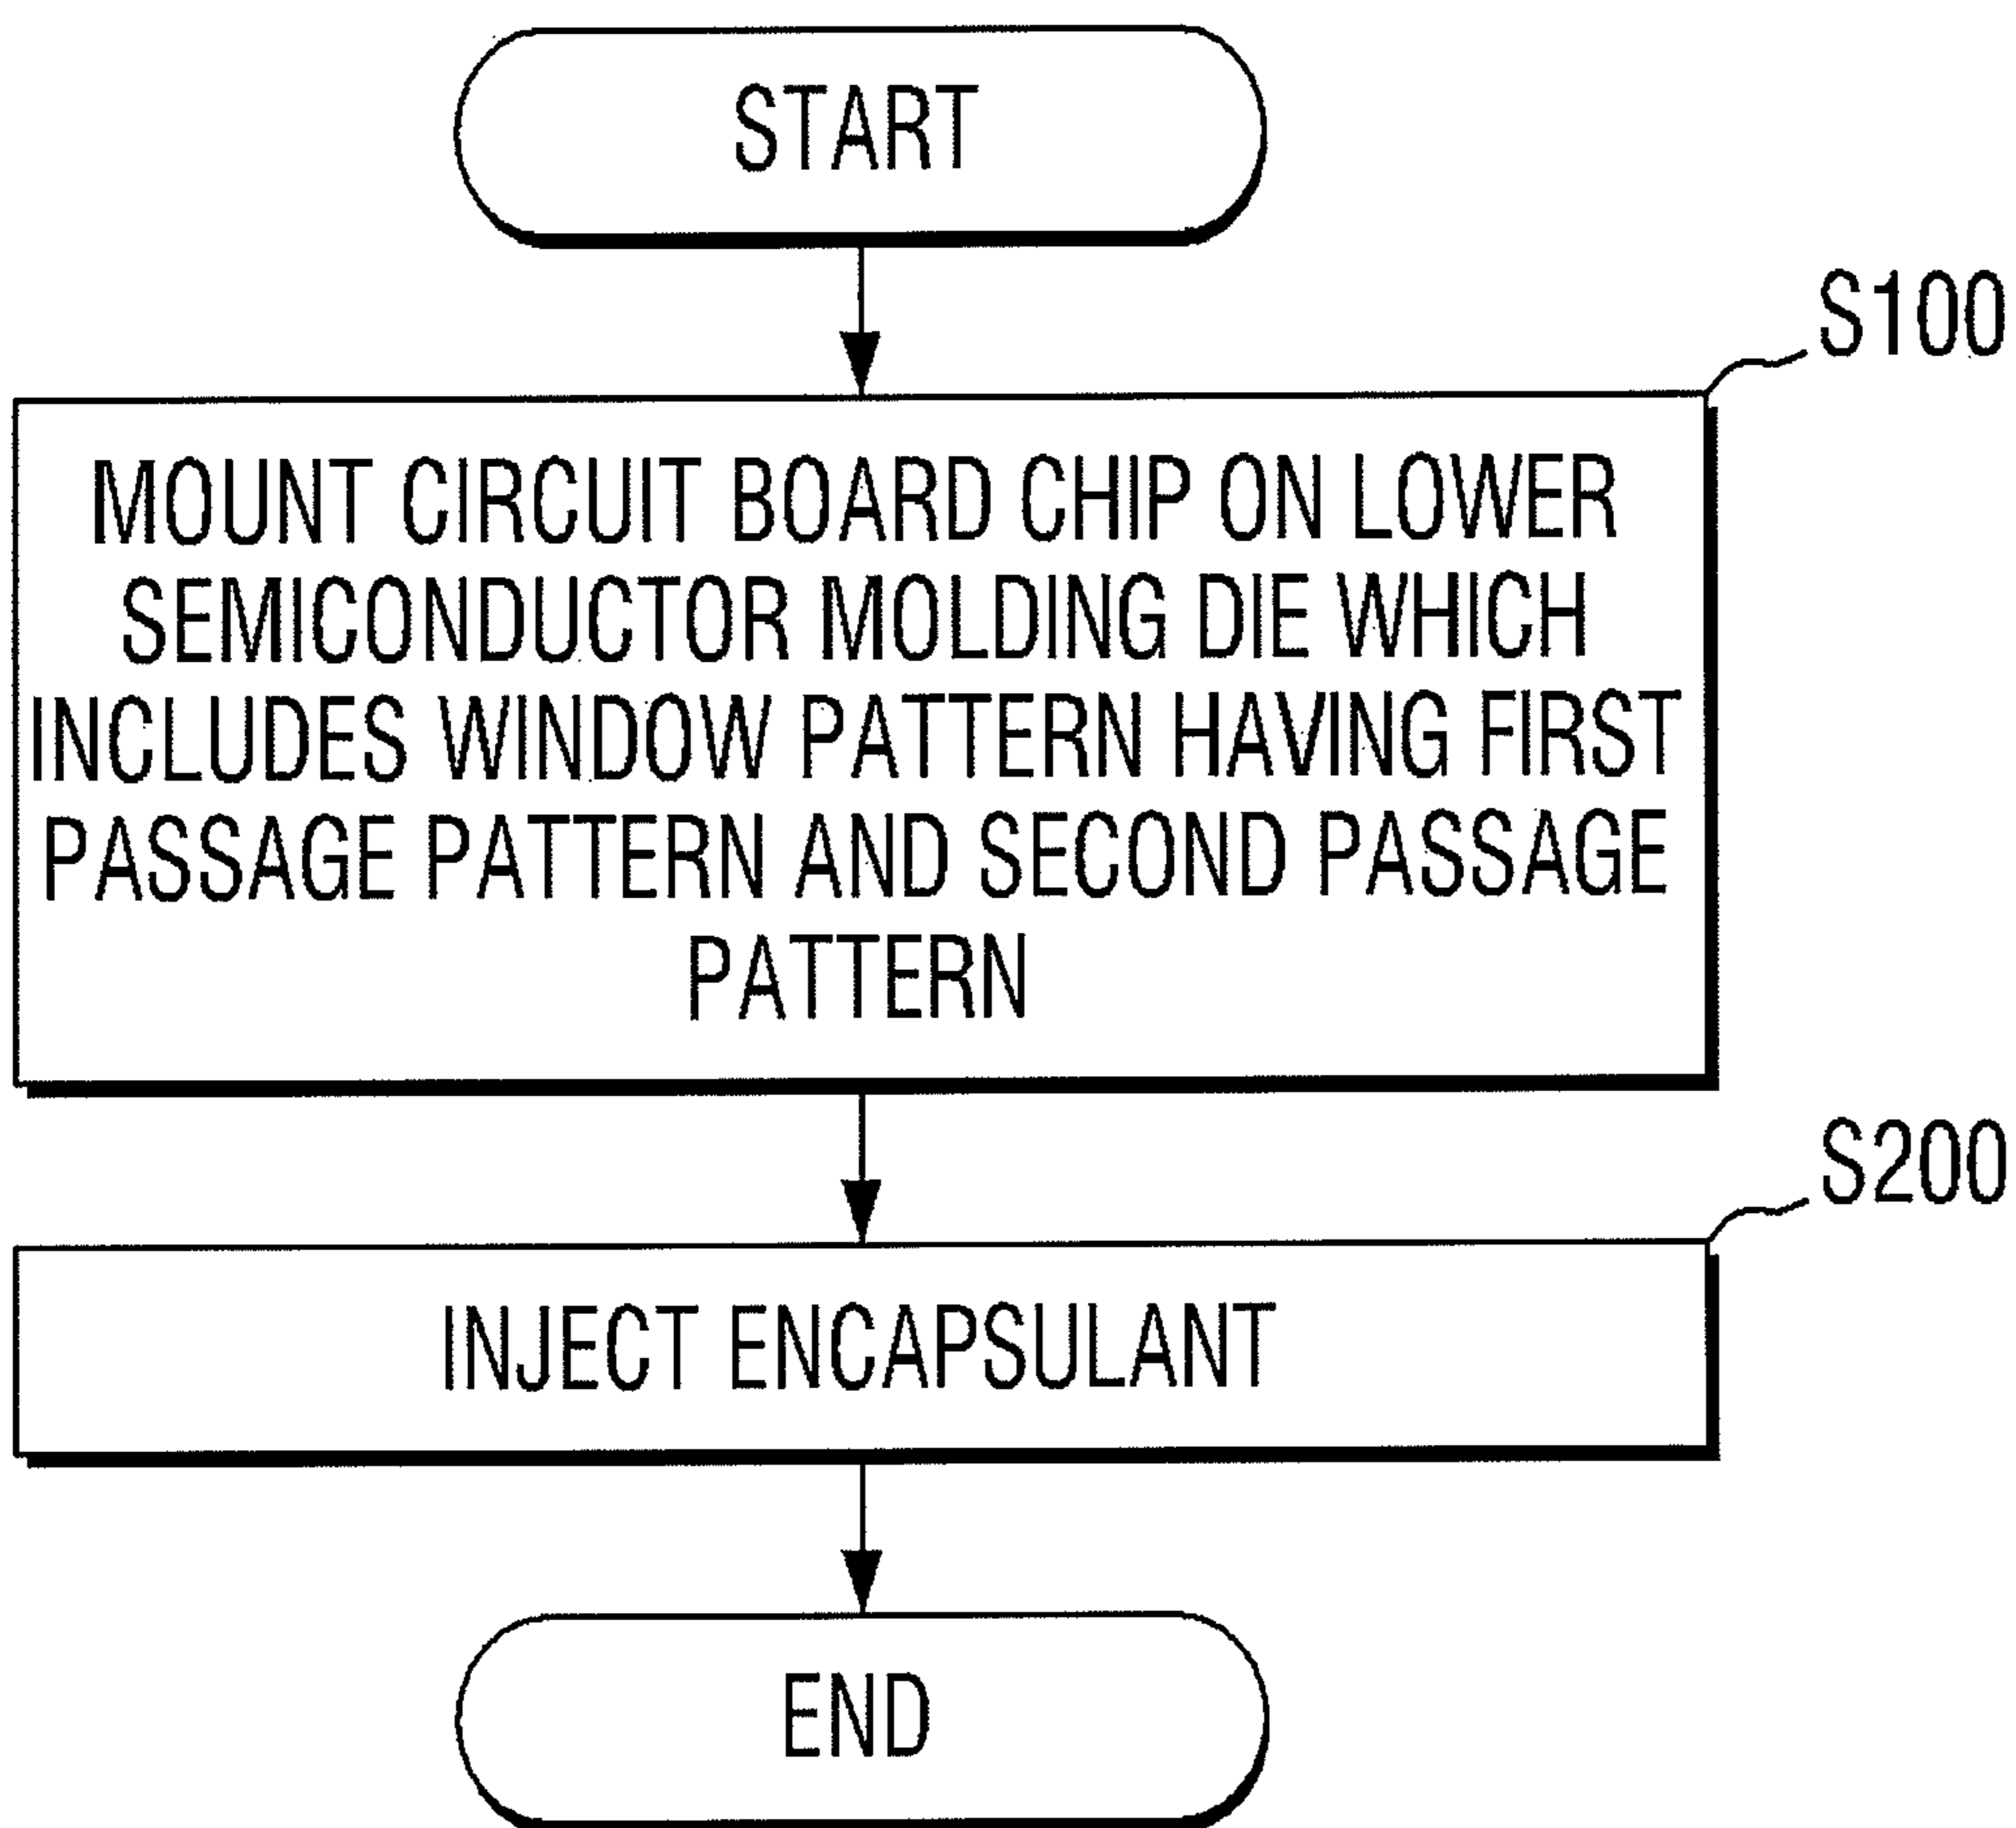 START
S100
MOUNT CIRCUIT BOARD CHIP ON LOWER
SEMICONDUCTOR MOLDING DIE WHICH
INCLUDES WINDOW PATTERN HAVING FIRST
PASSAGE PATTERN AND SECOND PASSAGE
PATTERN
S200
INJECT ENCAPSULANT
END